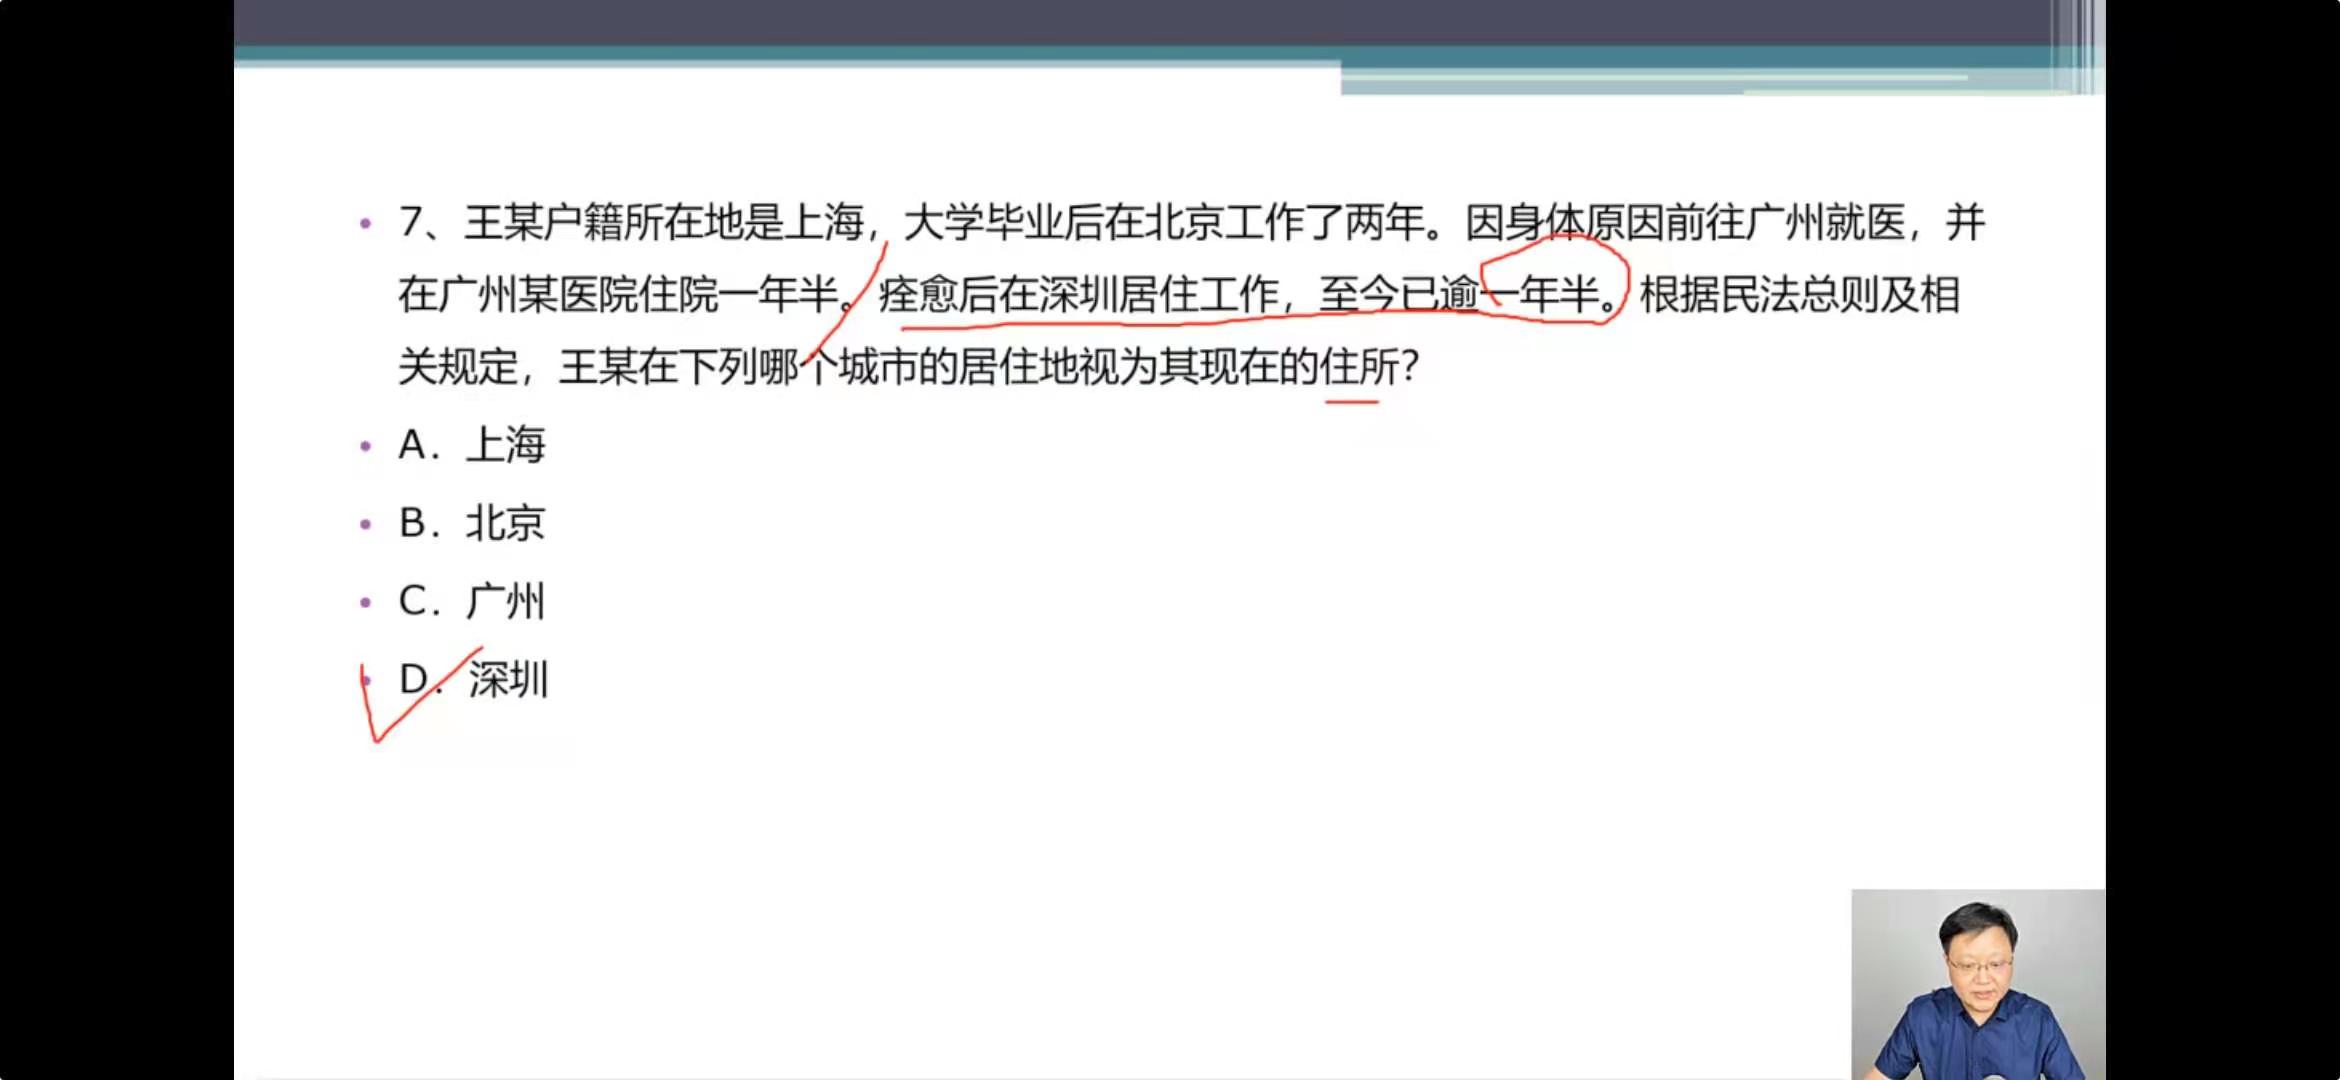 7、王某户籍所在地是上海，大学毕业后在北京工作了两年。因身体原因前往广州就医，并
在广州某医院住院一年半。痊愈后在深圳居住工作，至今已逾一年半。根据民法总则及相
关规定，王某在下列哪个城市的居住地视为其现在的住所？
A．上海
B．北京
C．广州
D．深圳